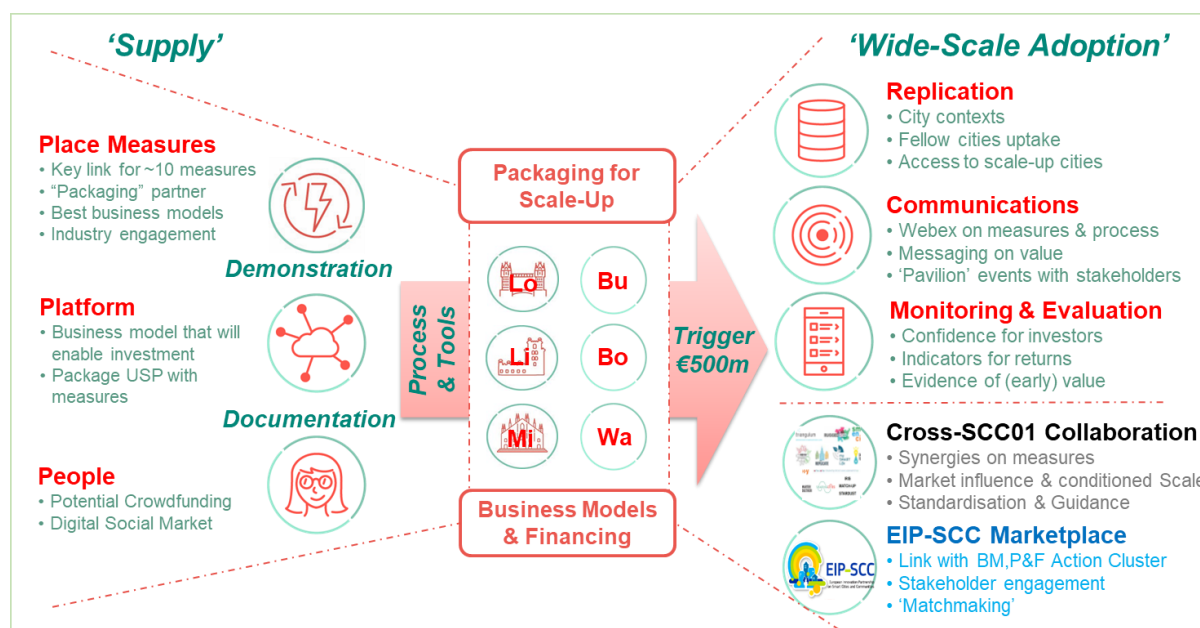 ‘Supply’
‘Wide-Scale Adoption’
Place Measures
• Key link for ~10 measures
• “Packaging” partner
• Best business models
• Industry engagement
Demonstration
Platform
• Business model that will
enable investment
• Package USP with
measures
Documentation
People
• Potential Crowdfunding
• Digital Social Market
Process
& Tools
Packaging for
Scale-Up
Lo
Bu
Li
Bo
Mi
Wa
Business Models
& Financing
Trigger
€500m
Replication
• City contexts
• Fellow cities uptake
• Access to scale-up cities
Communications
• Webex on measures & process
• Messaging on value
• ‘Pavilion’ events with stakeholders
Monitoring & Evaluation
• Confidence for investors
• Indicators for returns
• Evidence of (early) value
Cross-SCC01 Collaboration
• Synergies on measures
• Market influence & conditioned Scale
• Standardisation & Guidance
EIP-SCC Marketplace
• Link with BM,P&F Action Cluster
• Stakeholder engagement
• ‘Matchmaking’
EIP-SCC